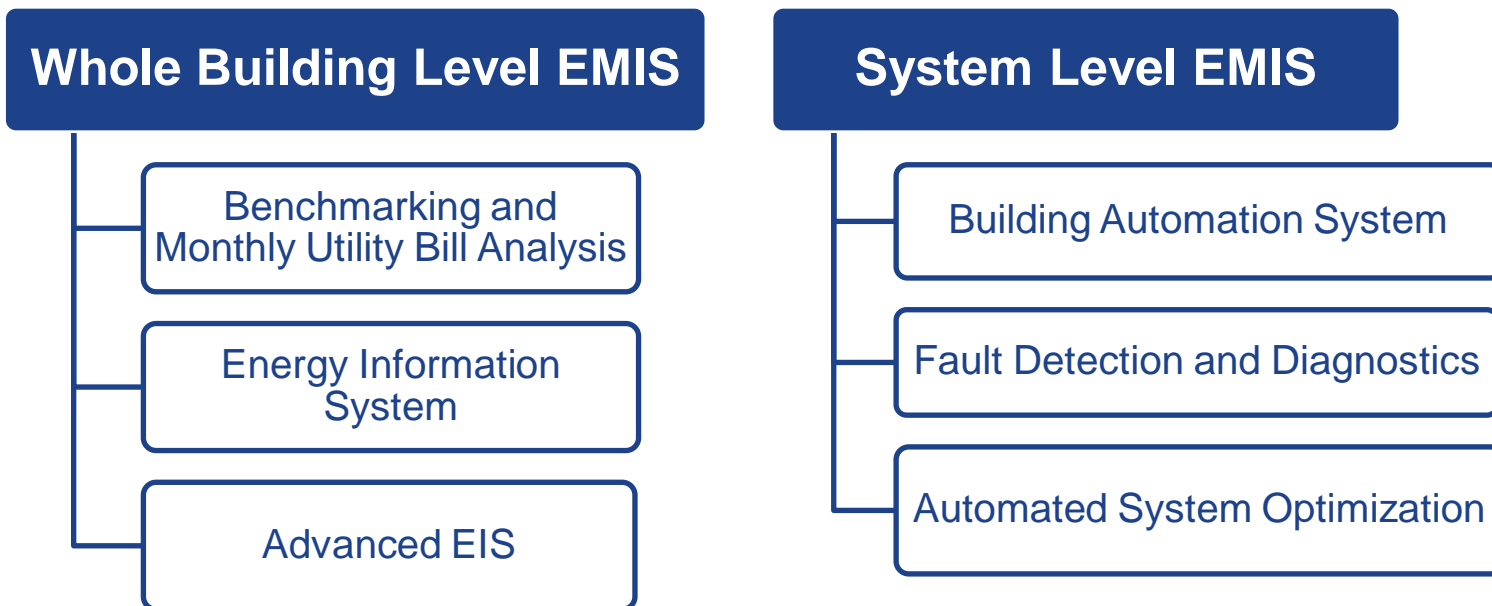 Whole Building Level EMIS
Benchmarking and
Monthly Utility Bill Analysis
Energy Information
System
Advanced EIS
System Level EMIS
Building Automation System
Fault Detection and Diagnostics
Automated System Optimization